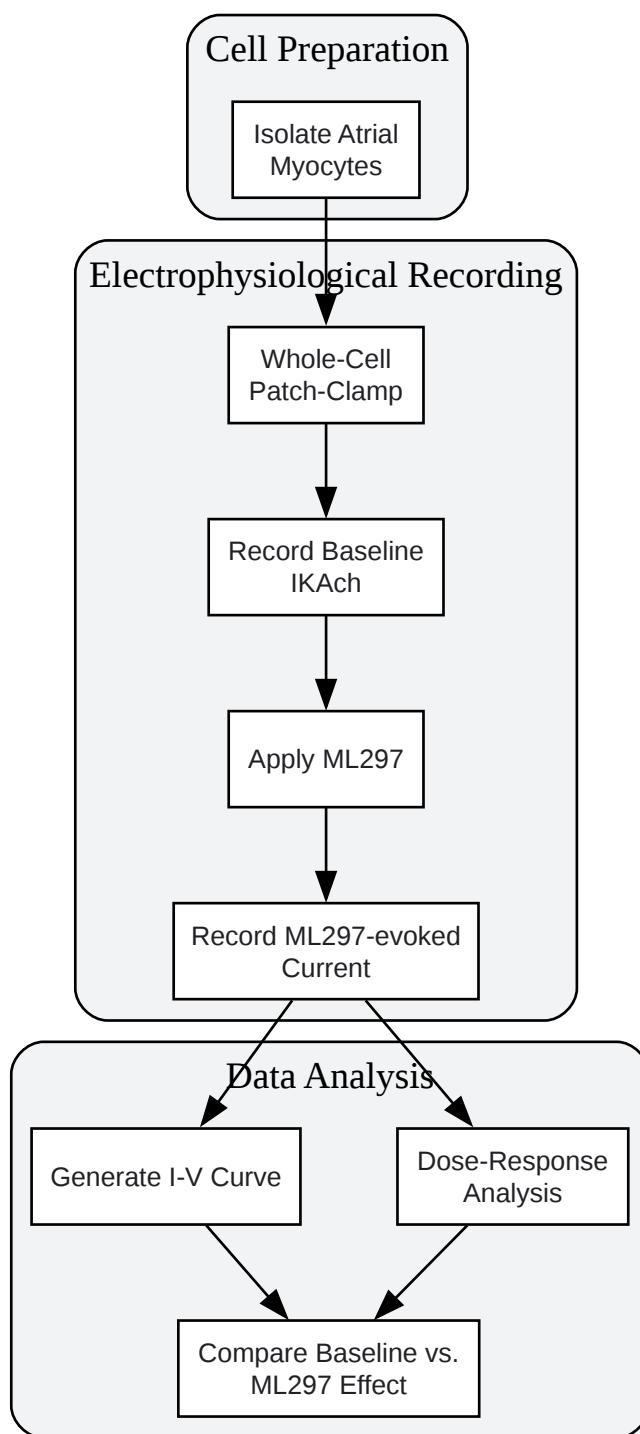 Cell Preparation
Isolate Atrial
Myocytes
Electrophysiological Recording
Whole-Cell
Patch-Clamp
Record Baseline
IKAch
Apply ML297
Record ML297-evoked
Current
Data Analysis
Generate I-V Curve
Dose-Response
Analysis
Compare Baseline vs.
ML297 Effect